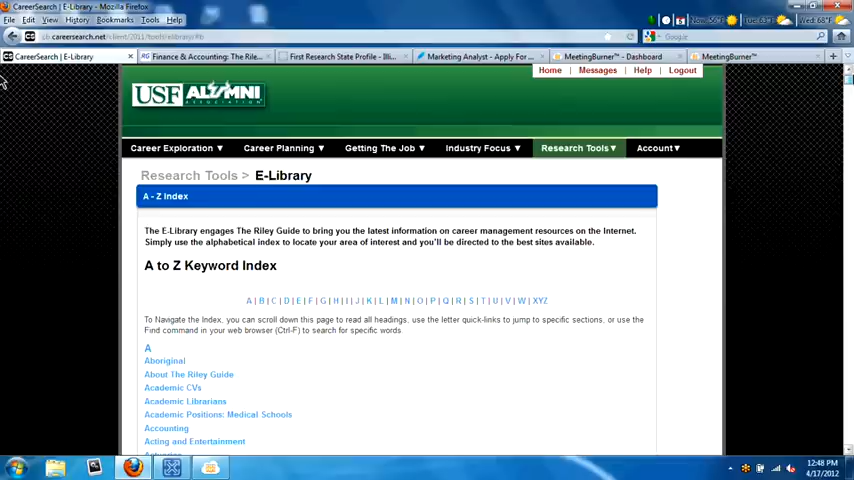 CareerSearch | E-Library - Mozilla Firefox
File Edit View History Bookmarks Tools Help
Now: 56°F Tue: 63°F Wed: 68°F
Google
CareerSearch | E-Library
Finance & Accounting: The Rile...
First Research State Profile - Illi...
Marketing Analyst - Apply For ...
MeetingBurner™ - Dashboard
MeetingBurner™
Home | Messages | Help | Logout
USF ALUMNI
ASSOCIATION
Career Exploration ▼ Career Planning ▼ Getting The Job ▼ Industry Focus ▼ Research Tools ▼ Account ▼
Research Tools > E-Library
A - Z Index
The E-Library engages The Riley Guide to bring you the latest information on career management resources on the Internet.
Simply use the alphabetical index to locate your area of interest and you'll be directed to the best sites available.
A to Z Keyword Index
A | B | C | D | E | F | G | H | I | J | K | L | M | N | O | P | Q | R | S | T | U | V | W | XYZ
To Navigate the Index, you can scroll down this page to read all headings, use the letter quick-links to jump to specific sections, or use the
Find command in your web browser (Ctrl-F) to search for specific words.
A
Aboriginal
About The Riley Guide
Academic CVs
Academic Librarians
Academic Positions: Medical Schools
Accounting
Acting and Entertainment
12:48 PM
4/17/2012